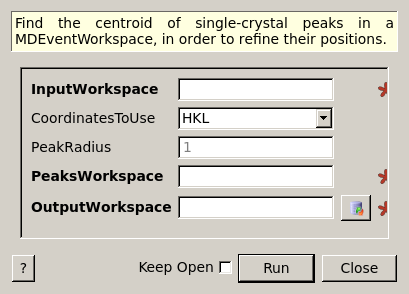 Find the centroid of single-crystal peaks in a
MDEventWorkspace, in order to refine their positions.
InputWorkspace
CoordinatesToUse HKL
PeakRadius 1
PeaksWorkspace
OutputWorkspace
? Keep Open Run Close